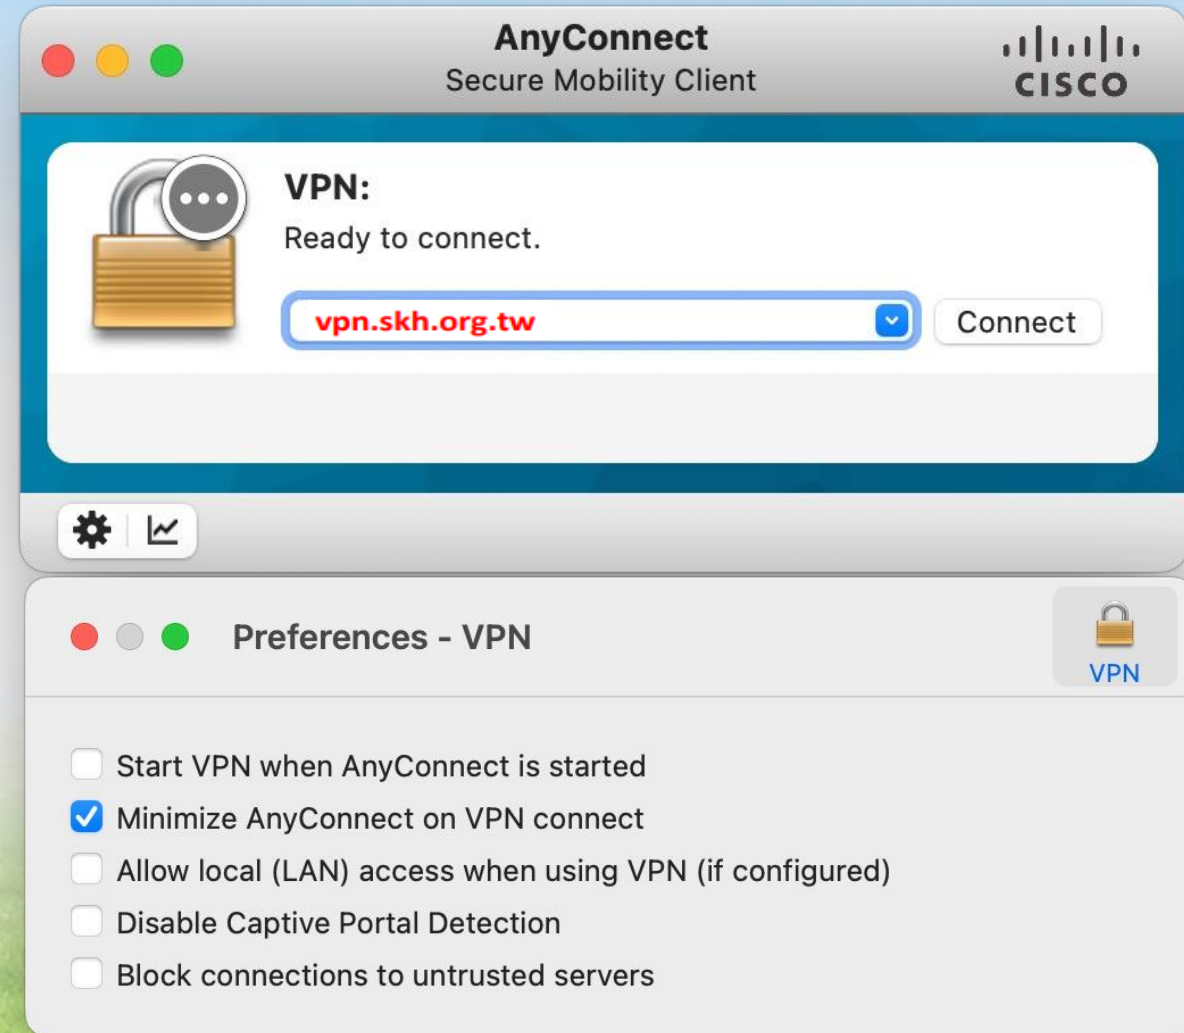 AnyConnect
Secure Mobility Client
CISCO
VPN:
Ready to connect.
vpn.skh.org.tw
Connect
Preferences - VPN
VPN
Start VPN when AnyConnect is started
Minimize AnyConnect on VPN connect
Allow local (LAN) access when using VPN (if configured)
Disable Captive Portal Detection
Block connections to untrusted servers